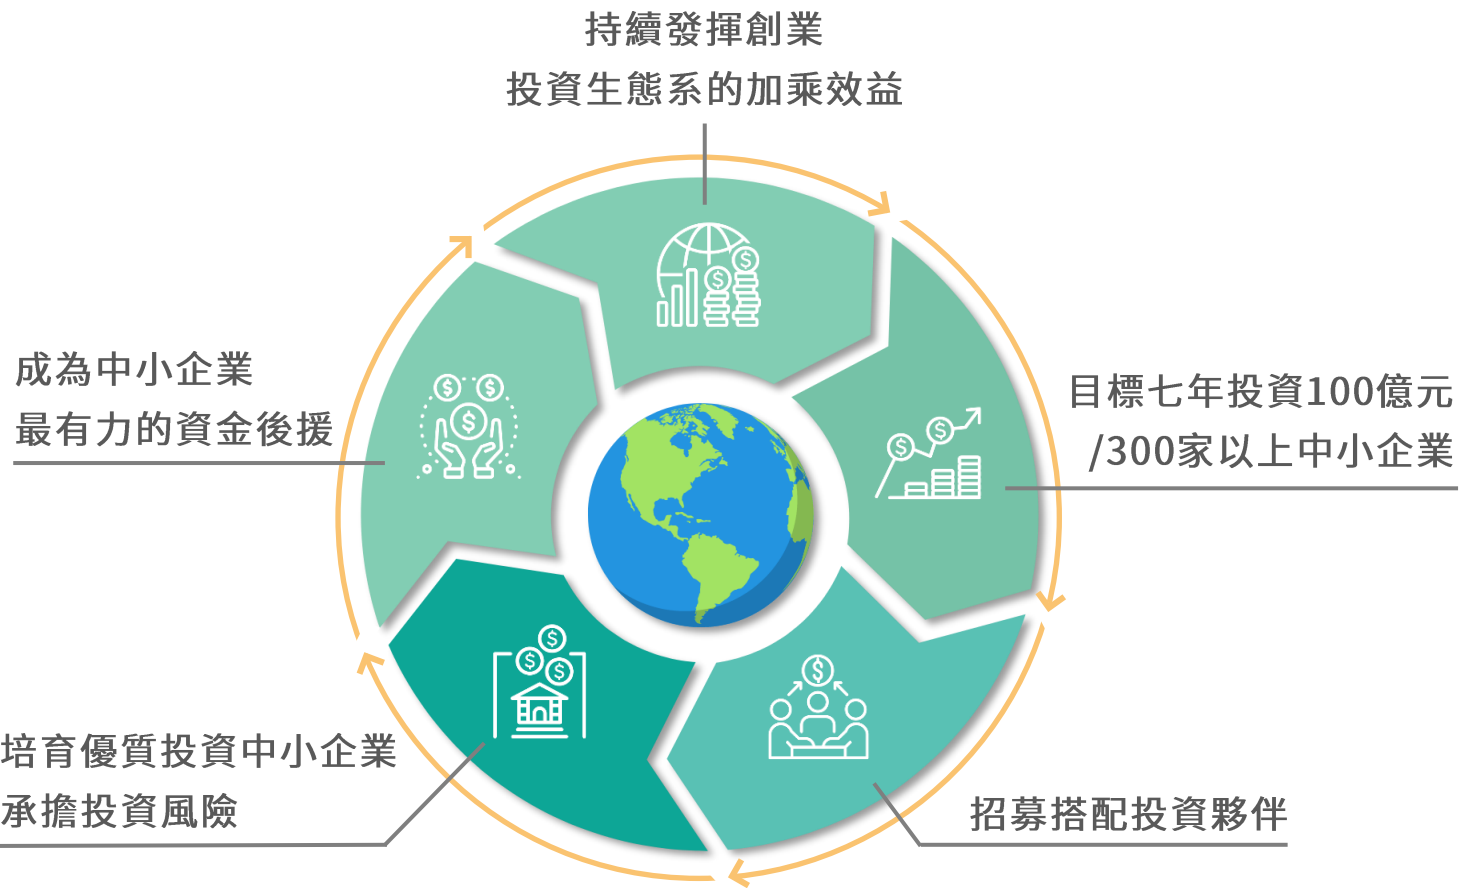 持續發揮創業
投資生態系的加乘效益
目標七年投資100億元
/300家以上中小企業
招募搭配投資夥伴
培育優質投資中小企業
承擔投資風險
成為中小企業
最有力的資金後援